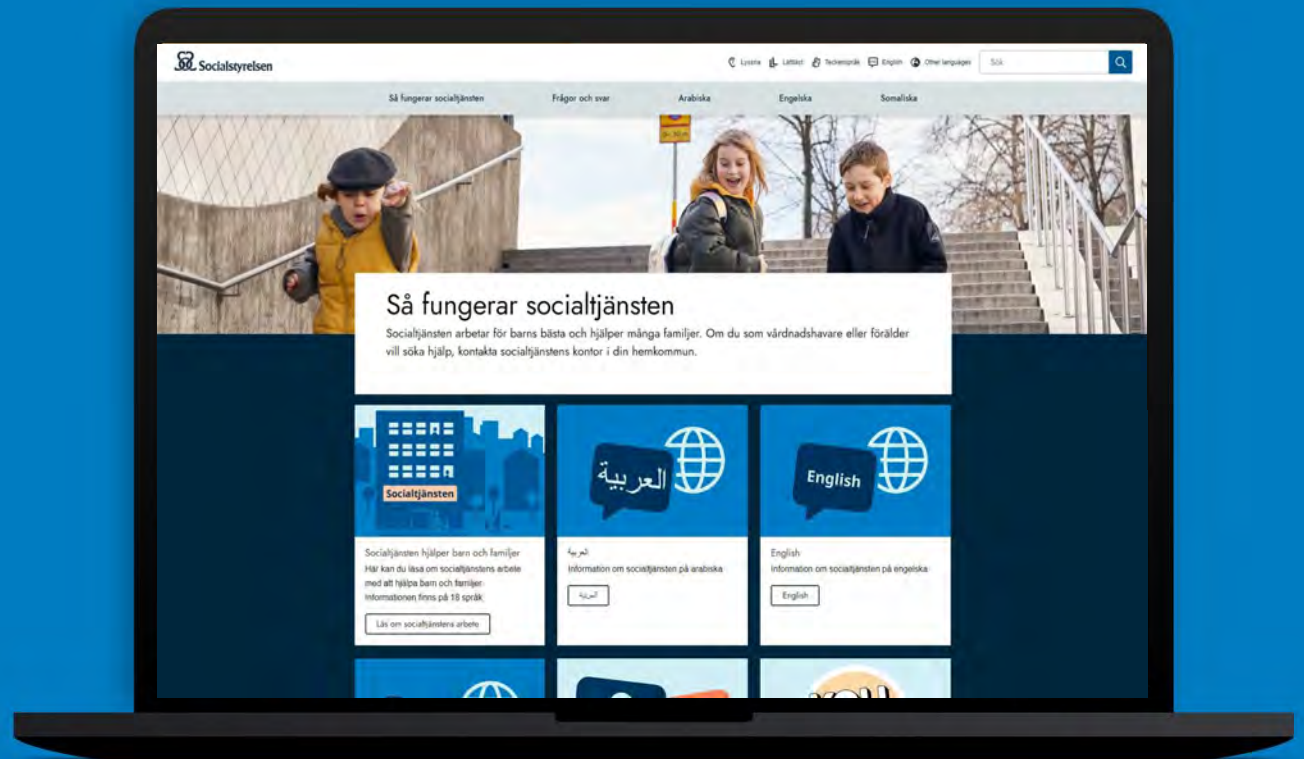 Socialstyrelsen
Lyssna Lättläst Teckenspråk English Other languages Sök
Så fungerar socialtjänsten Frågor och svar Arabiska Engelska Somaliska
Så fungerar socialtjänsten
Socialtjänsten arbetar för barns bästa och hjälper många familjer. Om du som vårdnadshavare eller förälder
vill söka hjälp, kontakta socialtjänstens kontor i din hemkommun.
Socialtjänsten
العربية
English
Socialtjänsten hjälper barn och familjer
Här kan du läsa om socialtjänstens arbete
med att hjälpa barn och familjer.
Informationen finns på 18 språk.
Läs om socialtjänstens arbete
العربية
Information om socialtjänsten på arabiska
العربية
English
Information om socialtjänsten på engelska
English
YOU